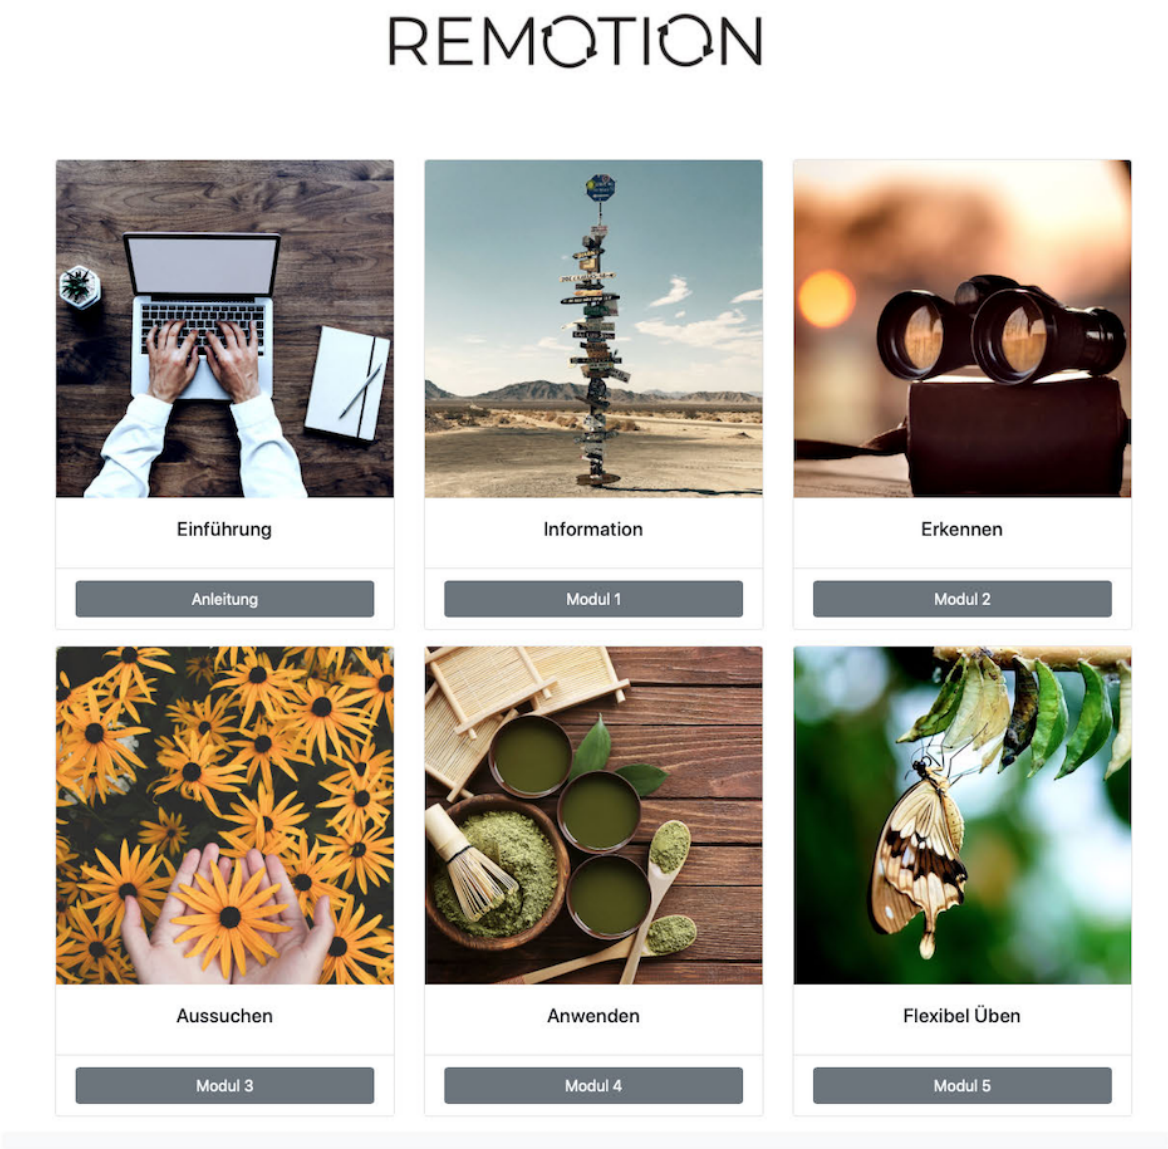 REMOTION
Einführung
Information
Erkennen
Anleitung
Modul 1
Modul 2
Aussuchen
Anwenden
Flexibel Üben
Modul 3
Modul 4
Modul 5